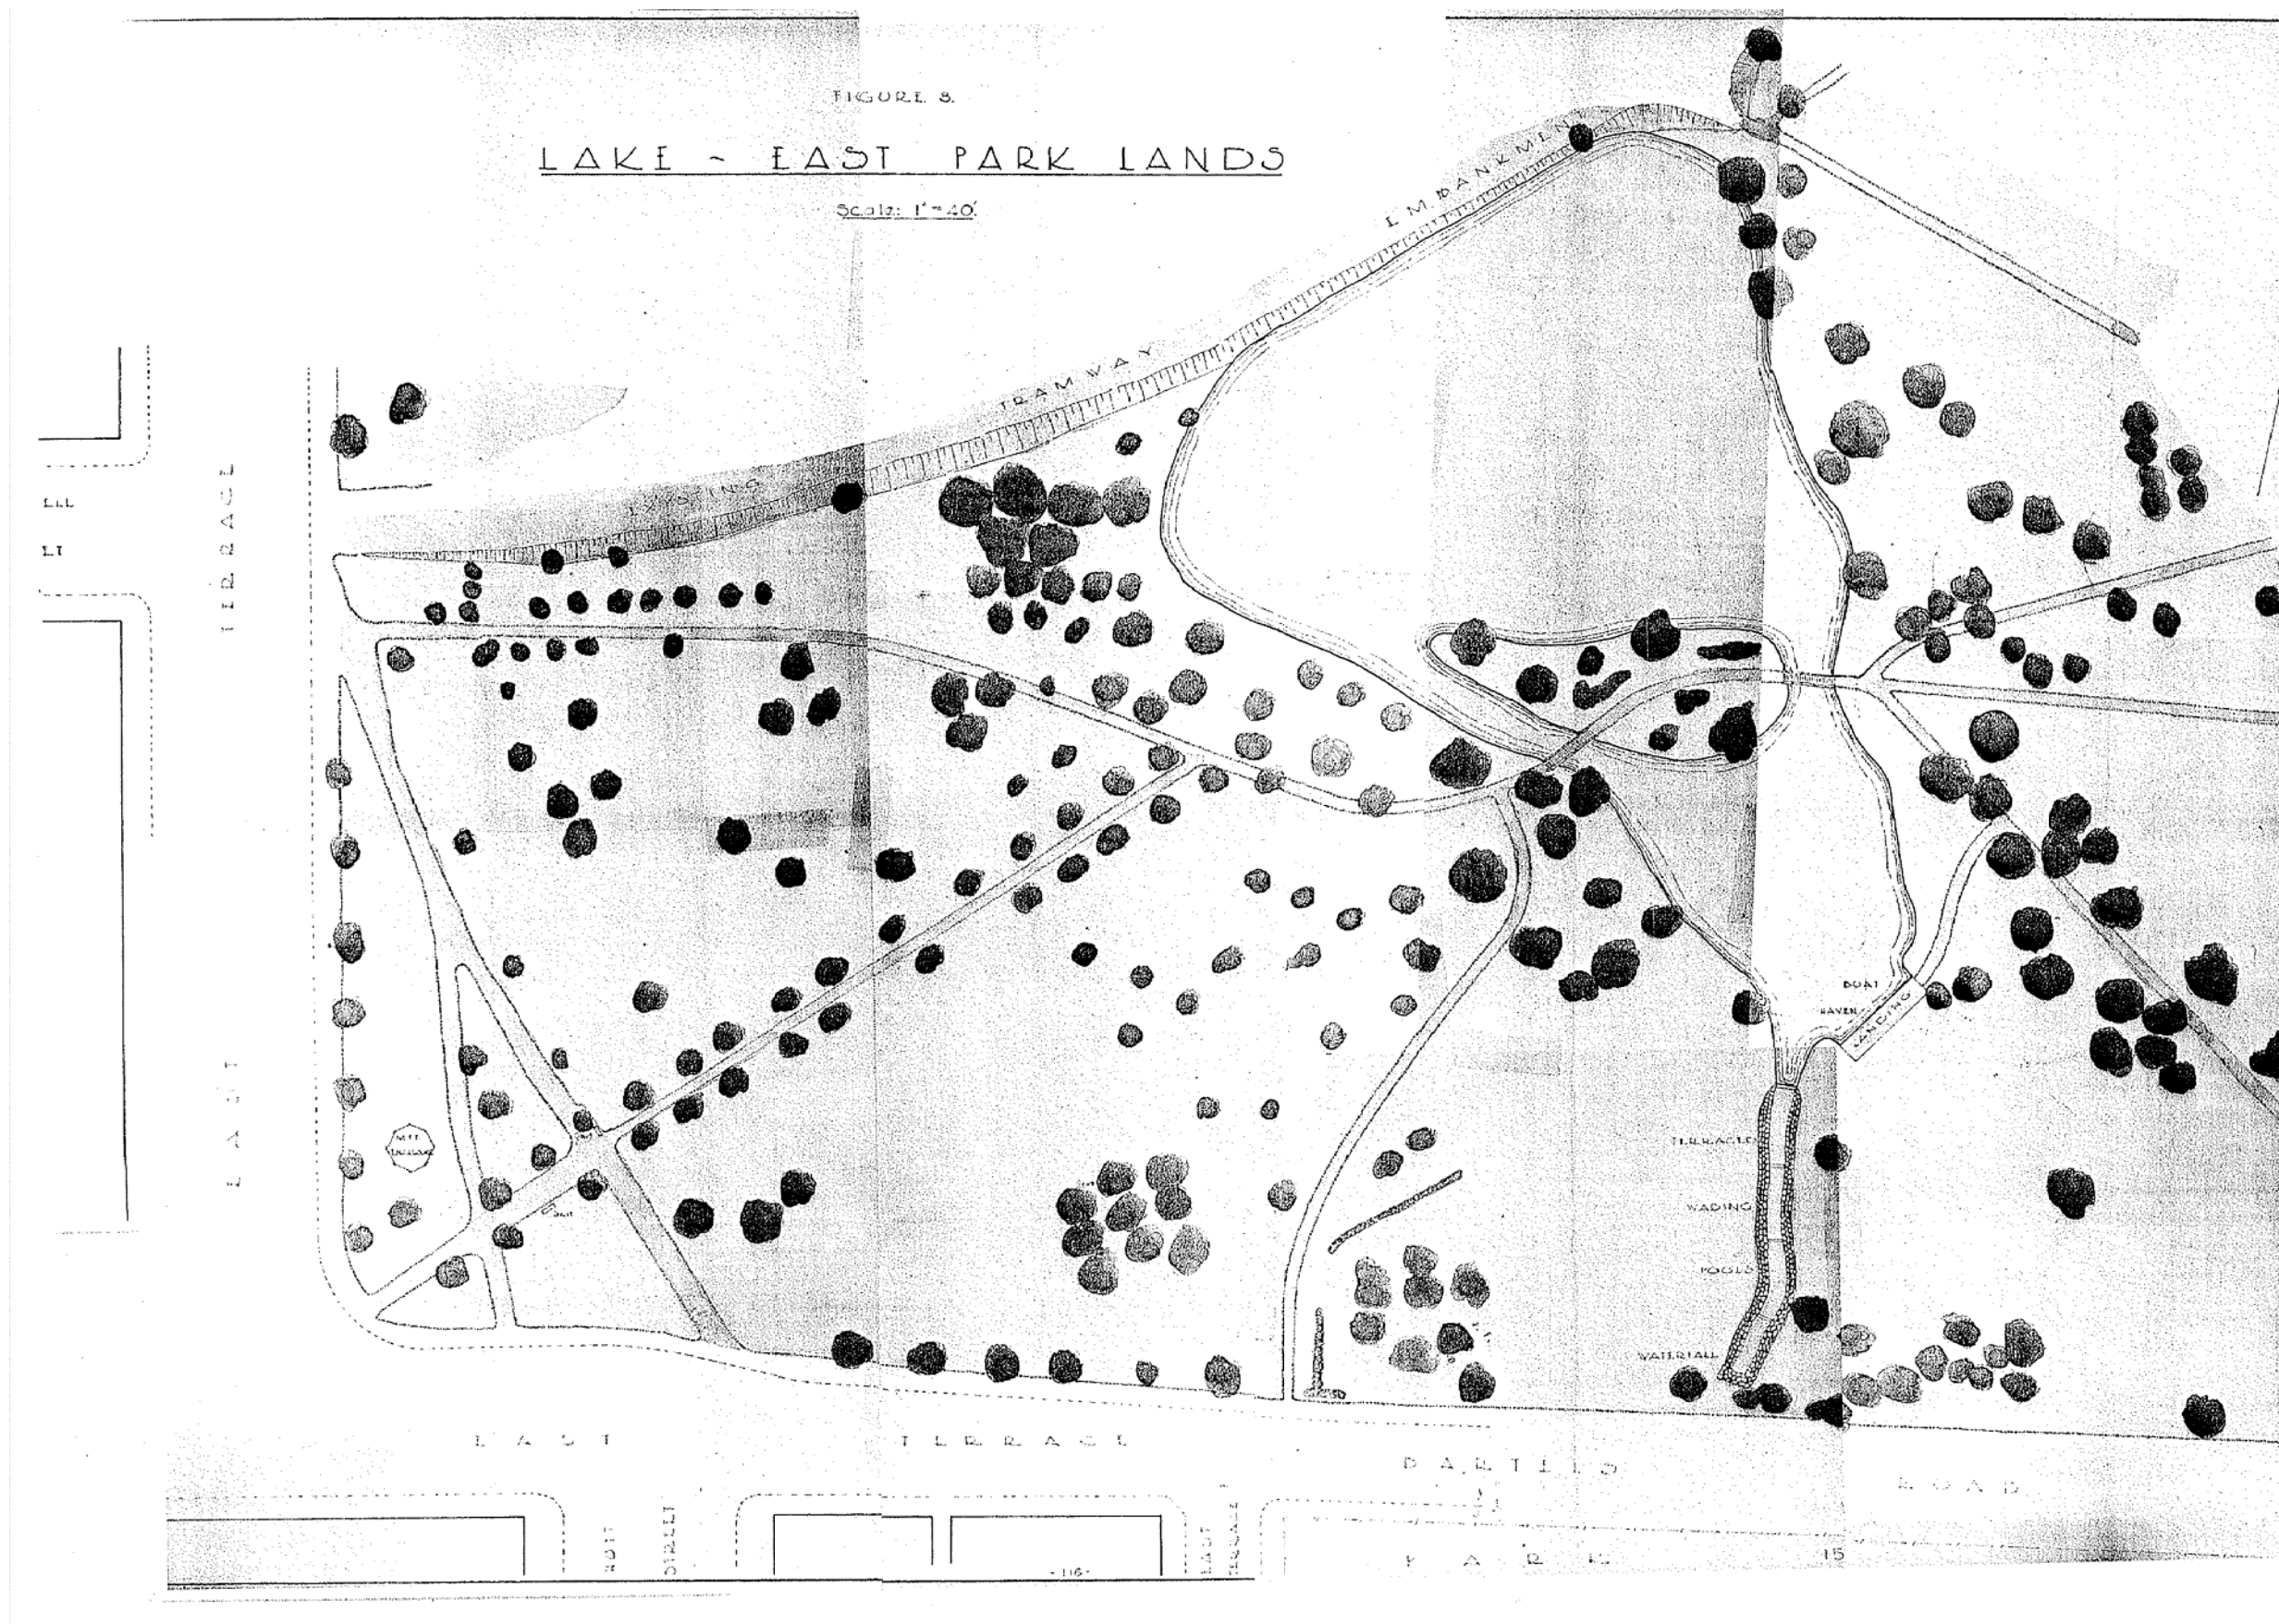 FIGURE 8.
LAKE - EAST PARK LANDS
Scale: 1" = 40'
EMBANKMENT
TRAMWAY
EXISTING
TERRACE
EAST
BOAT
HAVEN
LANDING
TERRACED
WADING
POOLS
WATERFALL
EAST TERRACE
BARTELS ROAD
STREET
EAST
TERRACE
PARK 15
-116-